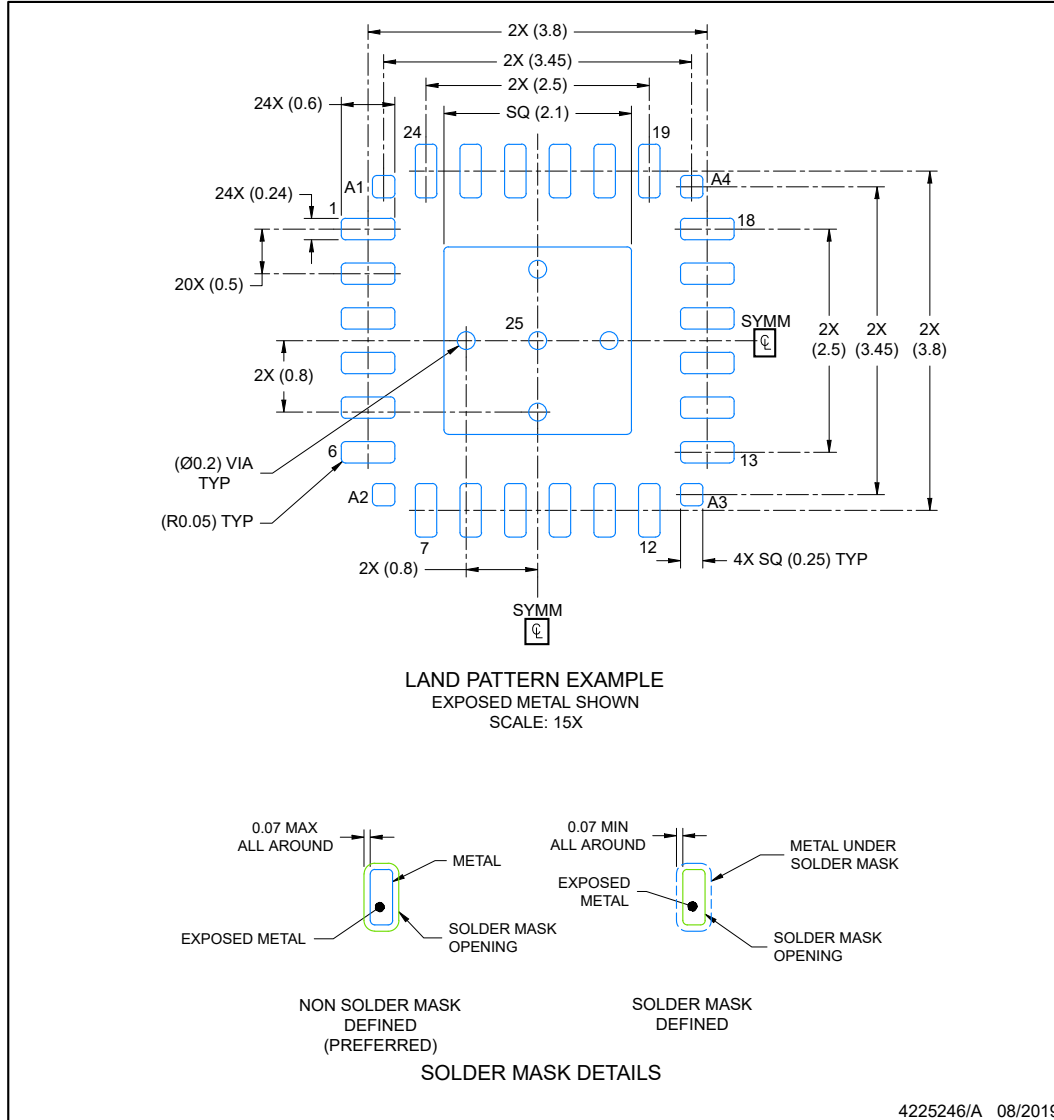 2X (3.8)
2X (3.45)
2X (2.5)
24X (0.6)
SQ (2.1)
24
19
A1
A4
24X (0.24)
1
18
20X (0.5)
25
SYMM
℄
2X
(2.5)
2X
(3.45)
2X
(3.8)
2X (0.8)
6
13
(Ø0.2) VIA
TYP
A2
A3
(R0.05) TYP
7
12
2X (0.8)
4X SQ (0.25) TYP
SYMM
℄
LAND PATTERN EXAMPLE
EXPOSED METAL SHOWN
SCALE: 15X
0.07 MAX
ALL AROUND
METAL
EXPOSED METAL
SOLDER MASK
OPENING
NON SOLDER MASK
DEFINED
(PREFERRED)
0.07 MIN
ALL AROUND
METAL UNDER
SOLDER MASK
EXPOSED
METAL
SOLDER MASK
OPENING
SOLDER MASK
DEFINED
SOLDER MASK DETAILS
4225246/A 08/2019